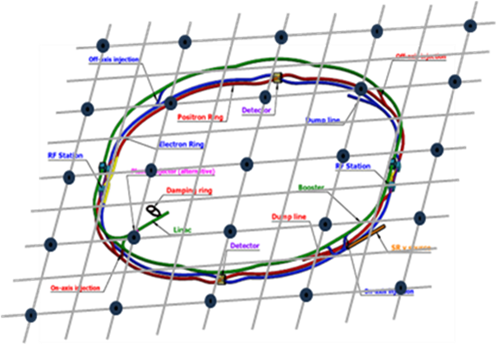 Off-axis injection
Off-axis injection
Positron Ring
Detector
Dump line
Electron Ring
RF Station
RF Station
(alternative)
Damping ring
Booster
Linac
Dump line
Detector
On-axis injection